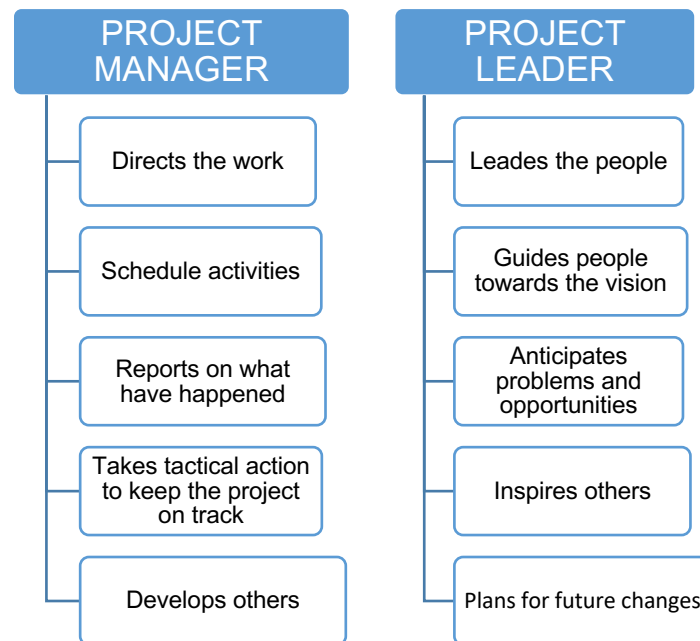 PROJECT
MANAGER
Directs the work
Schedule activities
Reports on what
have happened
Takes tactical action
to keep the project
on track
Develops others
PROJECT
LEADER
Leades the people
Guides people
towards the vision
Anticipates
problems and
opportunities
Inspires others
Plans for future changes